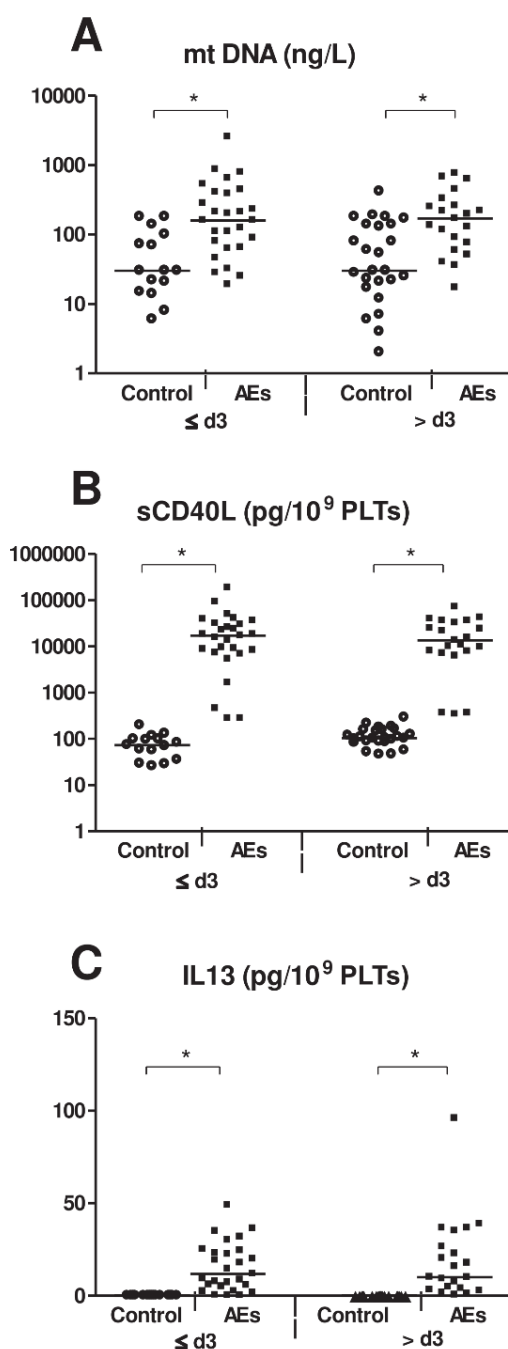 A
mt DNA (ng/L)
10000
1000
100
10
1
* *
Control AEs Control AEs
≤ d3 > d3
B
sCD40L (pg/10⁹ PLTs)
1000000
100000
10000
1000
100
10
1
* *
Control AEs Control AEs
≤ d3 > d3
C
IL13 (pg/10⁹ PLTs)
150
100
50
0
* *
Control AEs Control AEs
≤ d3 > d3